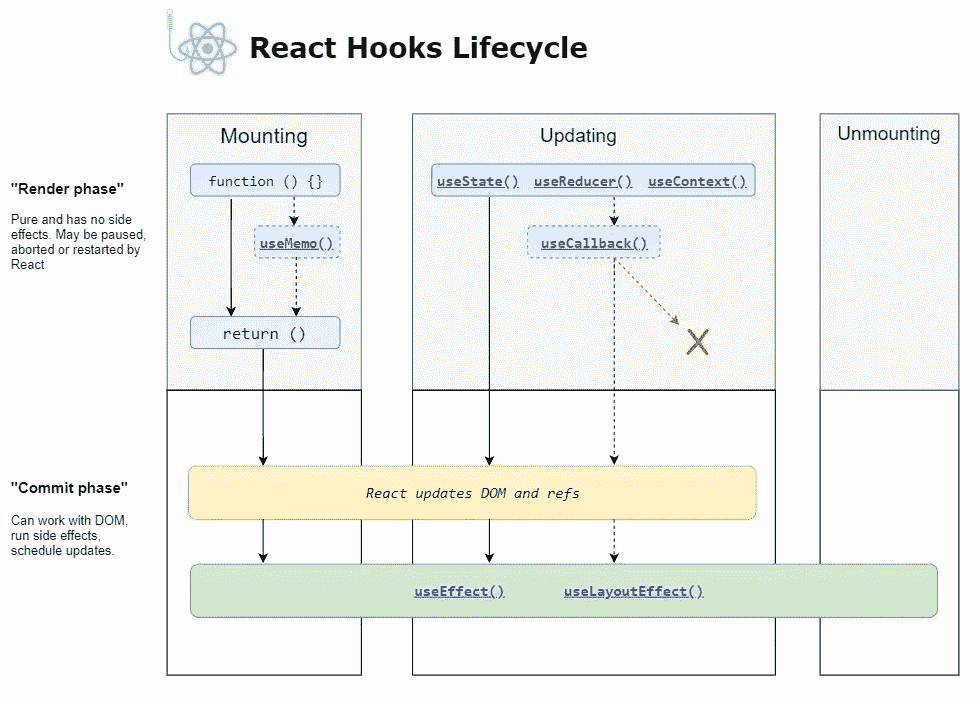 React Hooks Lifecycle
Mounting
Updating
Unmounting
"Render phase"
Pure and has no side
effects. May be paused,
aborted or restarted by
React
function () {}
useMemo()
return ()
useState() useReducer() useContext()
useCallback()
X
"Commit phase"
Can work with DOM,
run side effects,
schedule updates.
React updates DOM and refs
useEffect() useLayoutEffect()